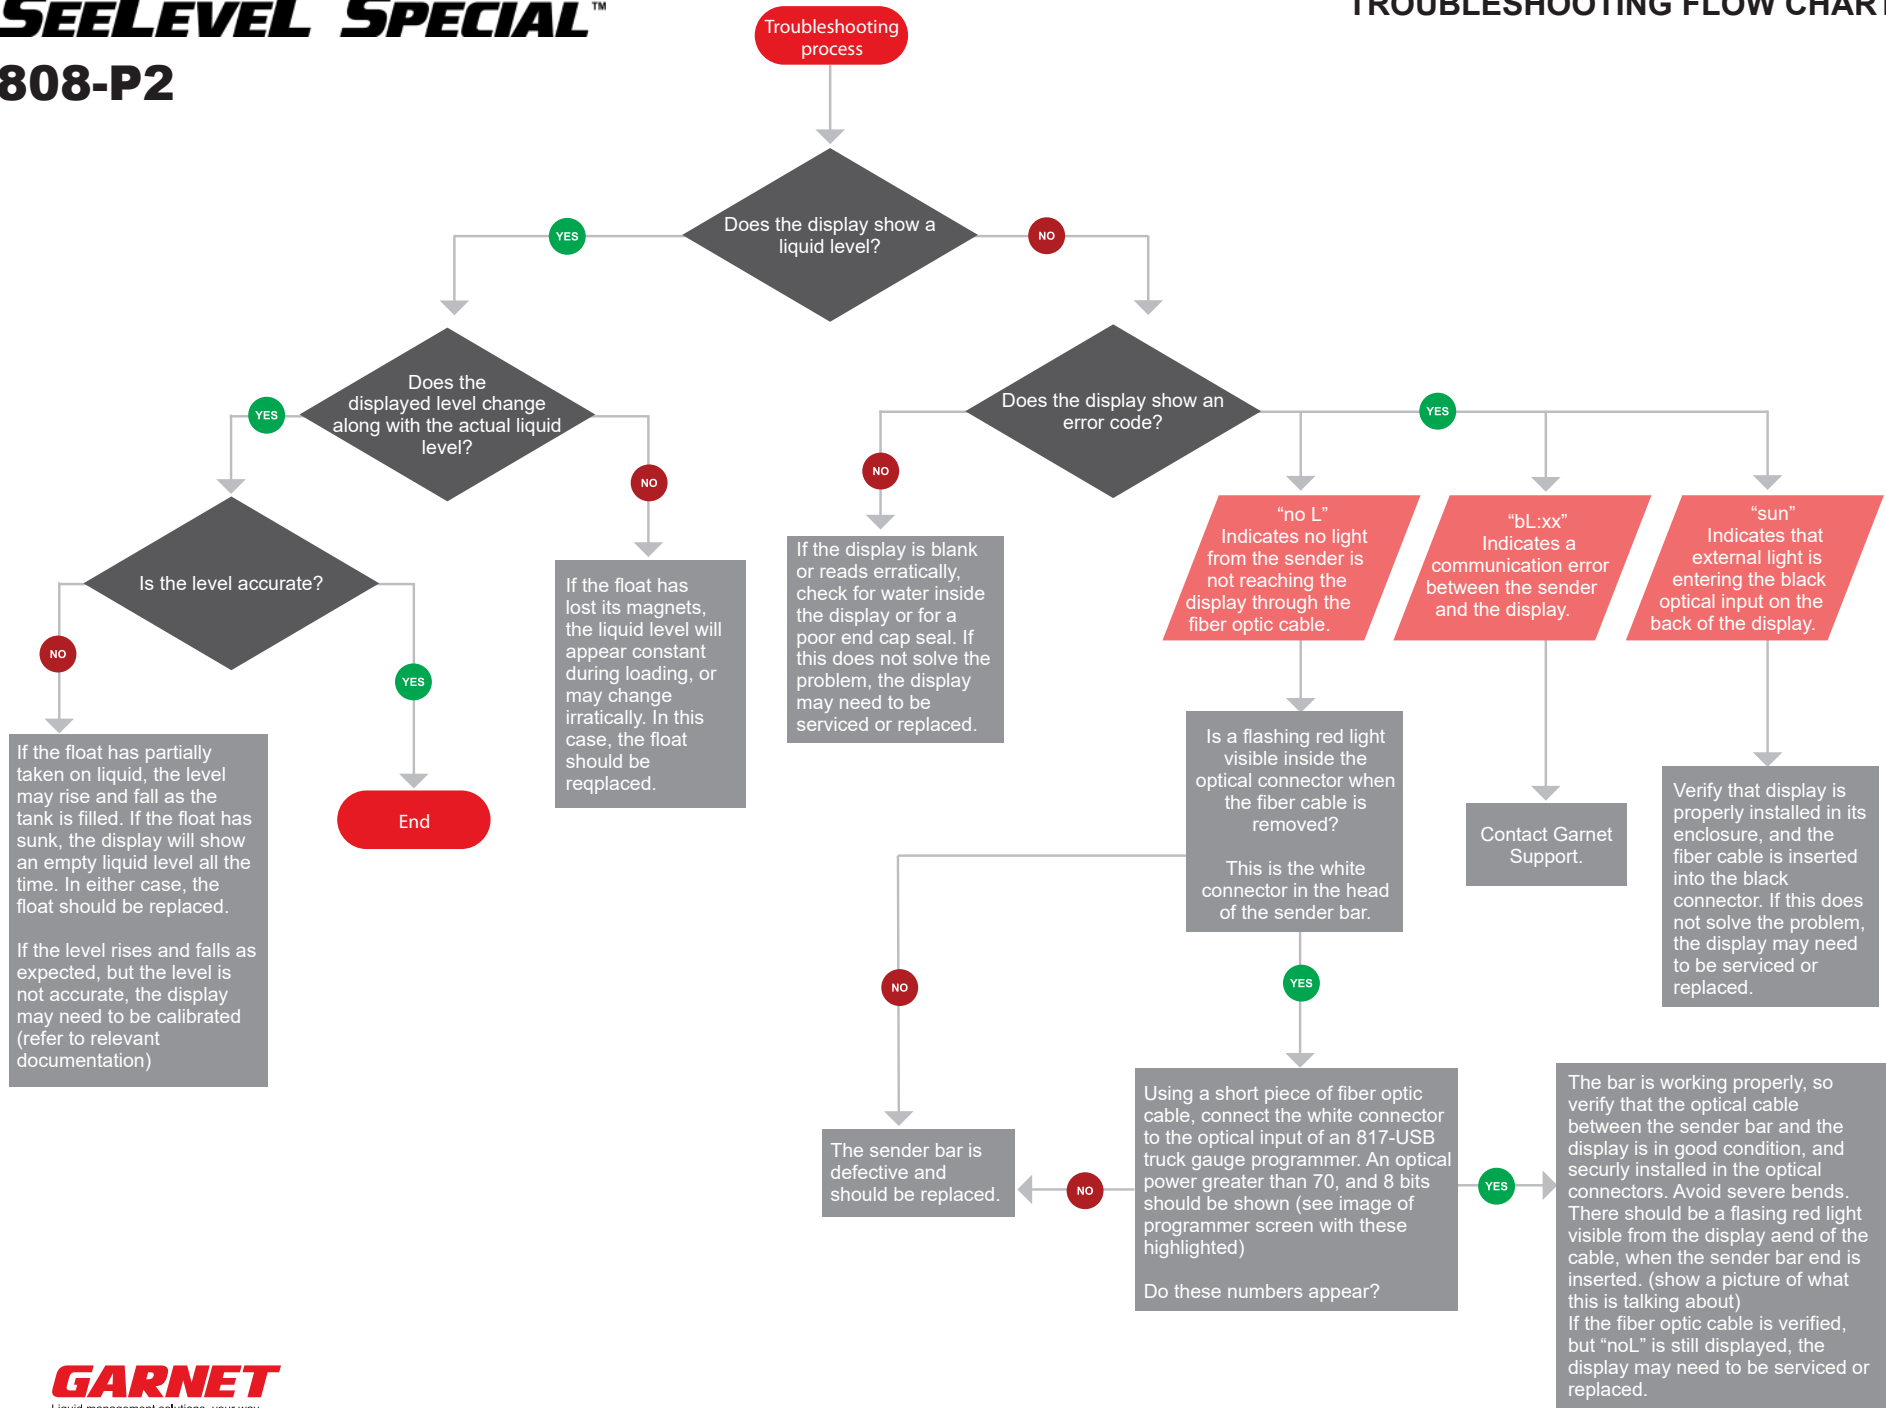 SEELEVEL SPECIAL™
TROUBLESHOOTING FLOW CHART
808-P2
Troubleshooting
process
Does the display show a
liquid level?
YES
NO
Does the
displayed level change
along with the actual liquid
level?
YES
NO
Does the display show an
error code?
NO
YES
Is the level accurate?
NO
YES
If the float has partially
taken on liquid, the level
may rise and fall as the
tank is filled. If the float has
sunk, the display will show
an empty liquid level all the
time. In either case, the
float should be replaced.
If the level rises and falls as
expected, but the level is
not accurate, the display
may need to be calibrated
(refer to relevant
documentation)
End
If the float has
lost its magnets,
the liquid level will
appear constant
during loading, or
may change
irratically. In this
case, the float
should be
reqplaced.
If the display is blank
or reads erratically,
check for water inside
the display or for a
poor end cap seal. If
this does not solve the
problem, the display
may need to be
serviced or replaced.
“no L”
Indicates no light
from the sender is
not reaching the
display through the
fiber optic cable.
“bL:xx”
Indicates a
communication error
between the sender
and the display.
“sun”
Indicates that
external light is
entering the black
optical input on the
back of the display.
Is a flashing red light
visible inside the
optical connector when
the fiber cable is
removed?
This is the white
connector in the head
of the sender bar.
Contact Garnet
Support.
Verify that display is
properly installed in its
enclosure, and the
fiber cable is inserted
into the black
connector. If this does
not solve the problem,
the display may need
to be serviced or
replaced.
NO
YES
The sender bar is
defective and
should be replaced.
NO
Using a short piece of fiber optic
cable, connect the white connector
to the optical input of an 817-USB
truck gauge programmer. An optical
power greater than 70, and 8 bits
should be shown (see image of
programmer screen with these
highlighted)
Do these numbers appear?
YES
The bar is working properly, so
verify that the optical cable
between the sender bar and the
display is in good condition, and
securly installed in the optical
connectors. Avoid severe bends.
There should be a flasing red light
visible from the display aend of the
cable, when the sender bar end is
inserted. (show a picture of what
this is talking about)
If the fiber optic cable is verified,
but “noL” is still displayed, the
display may need to be serviced or
replaced.
GARNET
Liquid management solutions, your way